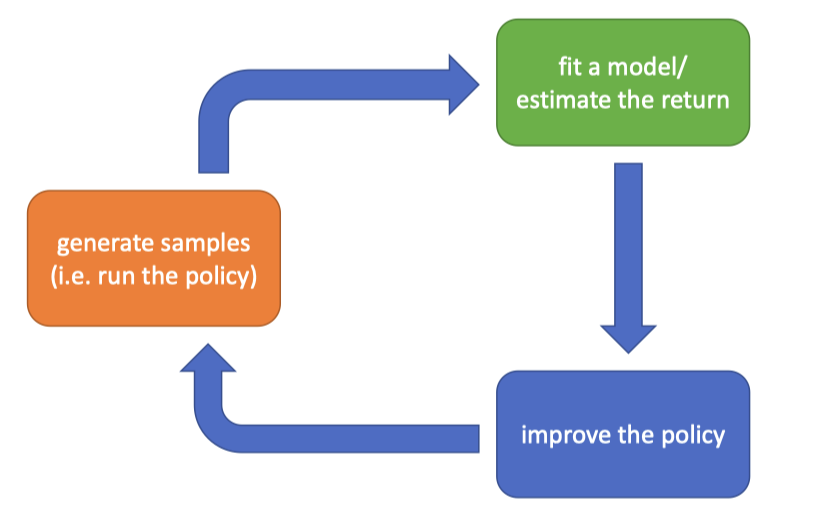 fit a model/
estimate the return
generate samples
(i.e. run the policy)
improve the policy